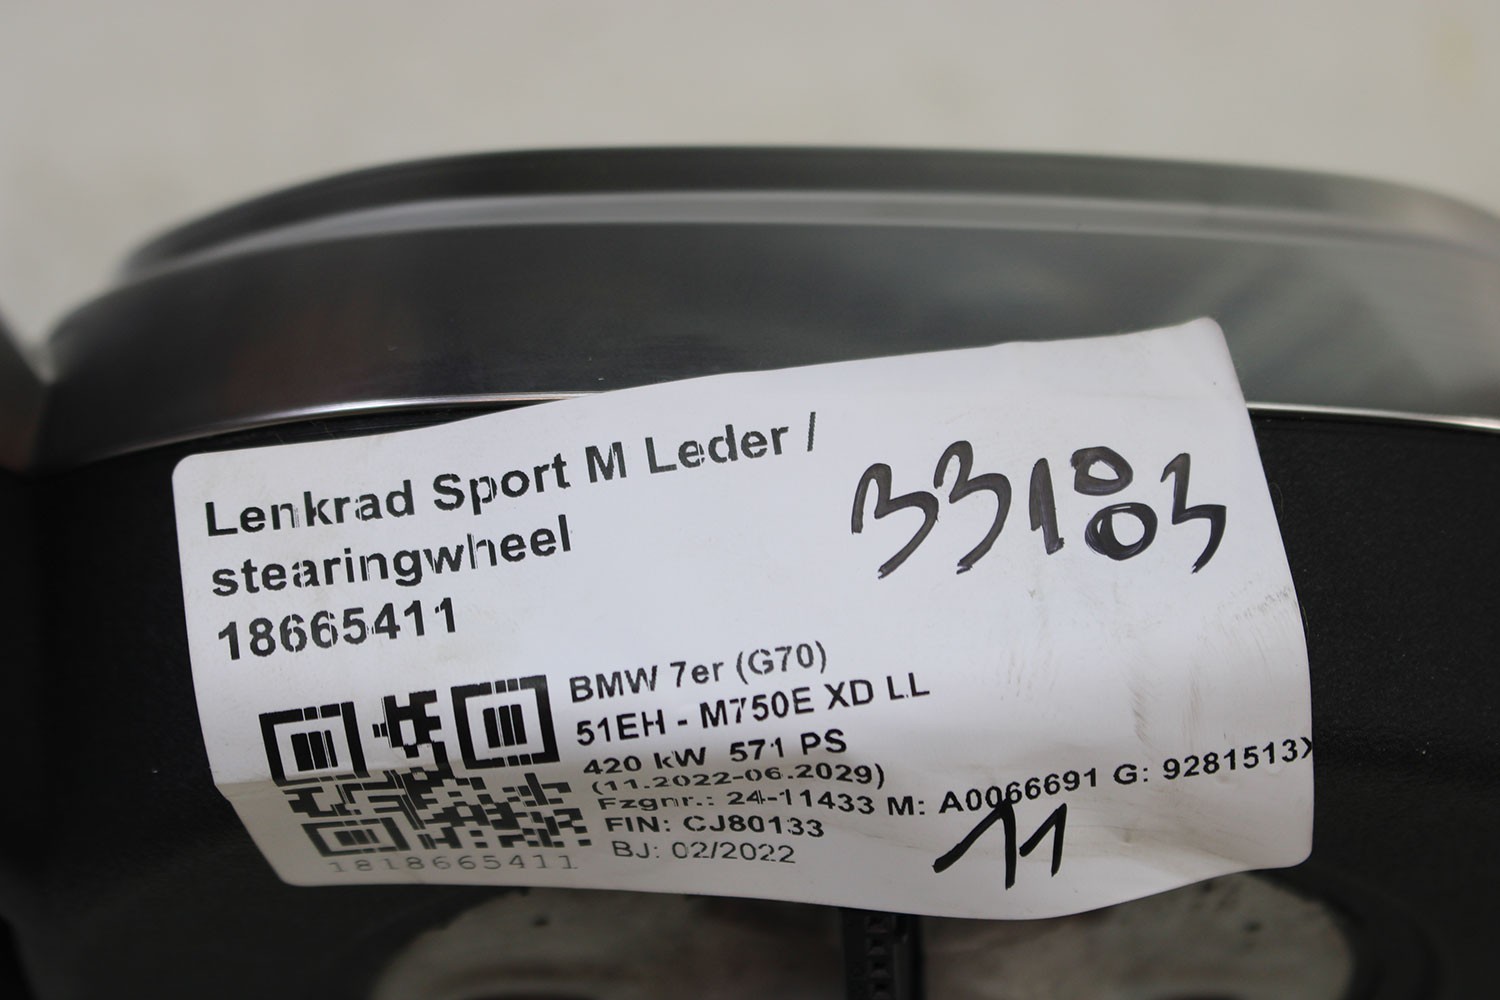 Lenkrad Sport M Leder /
stearingwheel
18665411
33183
BMW 7er (G70)
51EH - M750E XD LL
420 kW 571 PS
(11.2022-06.2029)
Fzgnr.: 24-11433 M: A0066691 G: 9281513X
FIN: CJ80133
BJ: 02/2022
11
1818665411